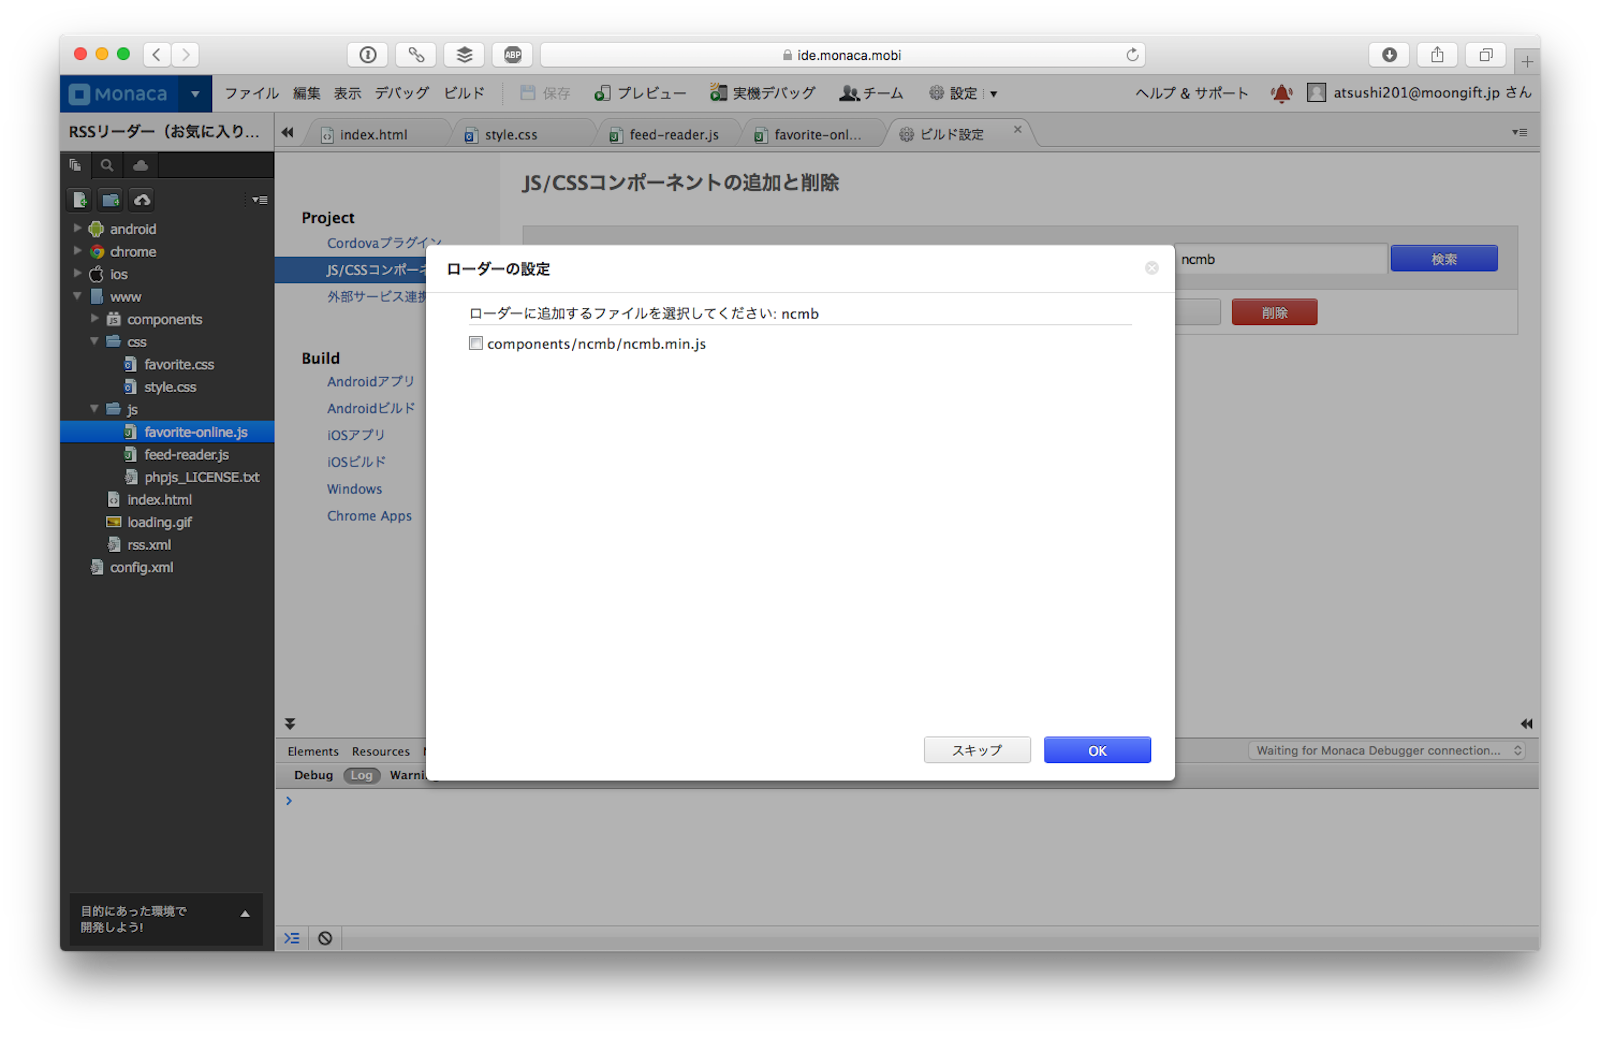 ABP
ide.monaca.mobi
Monaca
ファイル 編集 表示 デバッグ ビルド 保存 プレビュー 実機デバッグ チーム 設定 ヘルプ & サポート atsushi201@moongift.jp さん
RSSリーダー（お気に入り...
index.html
style.css
feed-reader.js
favorite-onl...
ビルド設定
android
chrome
ios
www
components
css
favorite.css
style.css
js
favorite-online.js
feed-reader.js
phpjs_LICENSE.txt
index.html
loading.gif
rss.xml
config.xml
目的にあった環境で
開発しよう!
JS/CSSコンポーネントの追加と削除
Project
Cordovaプラグイン
JS/CSSコンポーネ
外部サービス連携
Build
Androidアプリ
Androidビルド
iOSアプリ
iOSビルド
Windows
Chrome Apps
ncmb
検索
削除
ローダーの設定
ローダーに追加するファイルを選択してください: ncmb
components/ncmb/ncmb.min.js
スキップ
OK
Elements Resources
Waiting for Monaca Debugger connection...
Debug Log Warni